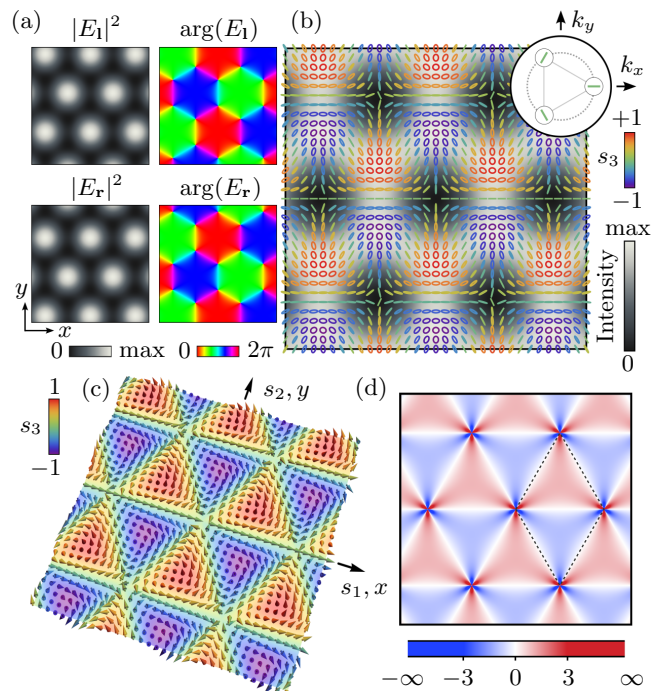 (a)
|E_l|^2
arg(E_l)
|E_r|^2
arg(E_r)
y
x
0 max
0 2π
(b)
k_y
k_x
+1
s_3
−1
max
Intensity
0
(c)
1
s_3
−1
s_2, y
s_1, x
(d)
−∞ −3 0 3 ∞